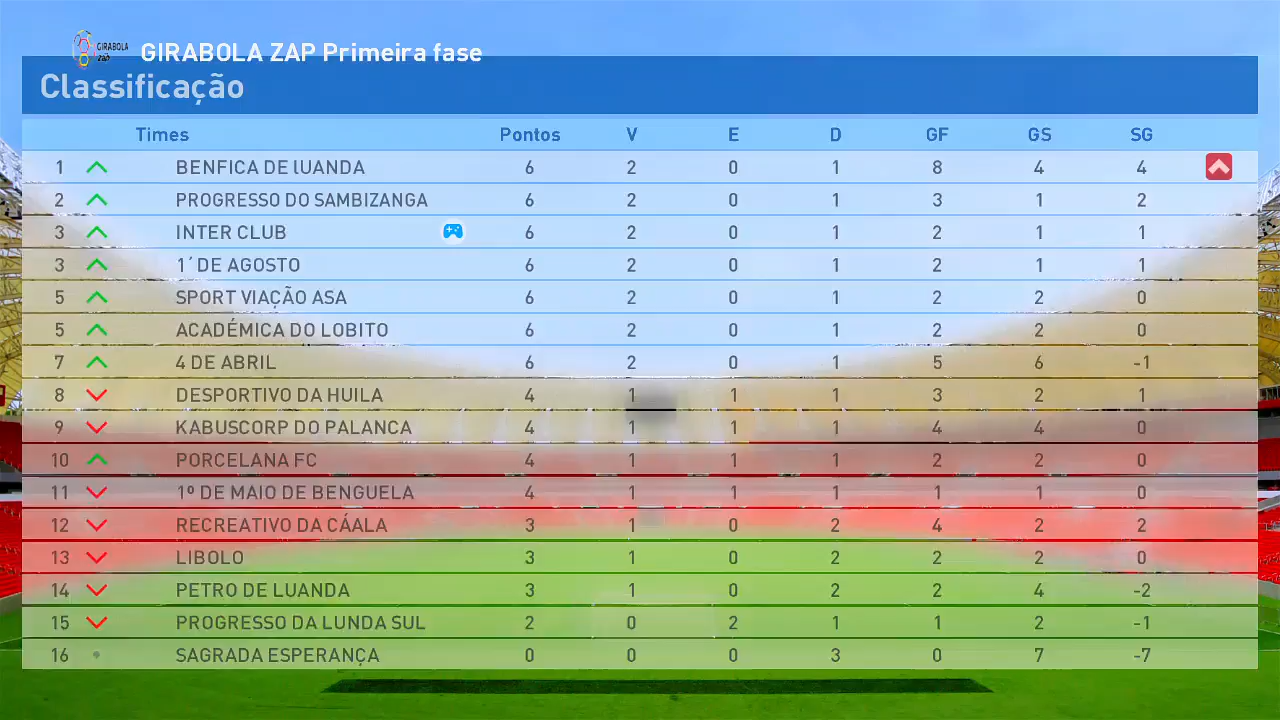 GIRABOLA zap GIRABOLA ZAP Primeira fase
Classificação
Times Pontos V E D GF GS SG
1 BENFICA DE lUANDA 6 2 0 1 8 4 4
2 PROGRESSO DO SAMBIZANGA 6 2 0 1 3 1 2
3 INTER CLUB 6 2 0 1 2 1 1
3 1´DE AGOSTO 6 2 0 1 2 1 1
5 SPORT VIAÇÃO ASA 6 2 0 1 2 2 0
5 ACADÉMICA DO LOBITO 6 2 0 1 2 2 0
7 4 DE ABRIL 6 2 0 1 5 6 -1
8 DESPORTIVO DA HUILA 4 1 1 1 3 2 1
9 KABUSCORP DO PALANCA 4 1 1 1 4 4 0
10 PORCELANA FC 4 1 1 1 2 2 0
11 1º DE MAIO DE BENGUELA 4 1 1 1 1 1 0
12 RECREATIVO DA CÁALA 3 1 0 2 4 2 2
13 LIBOLO 3 1 0 2 2 2 0
14 PETRO DE LUANDA 3 1 0 2 2 4 -2
15 PROGRESSO DA LUNDA SUL 2 0 2 1 1 2 -1
16 SAGRADA ESPERANÇA 0 0 0 3 0 7 -7